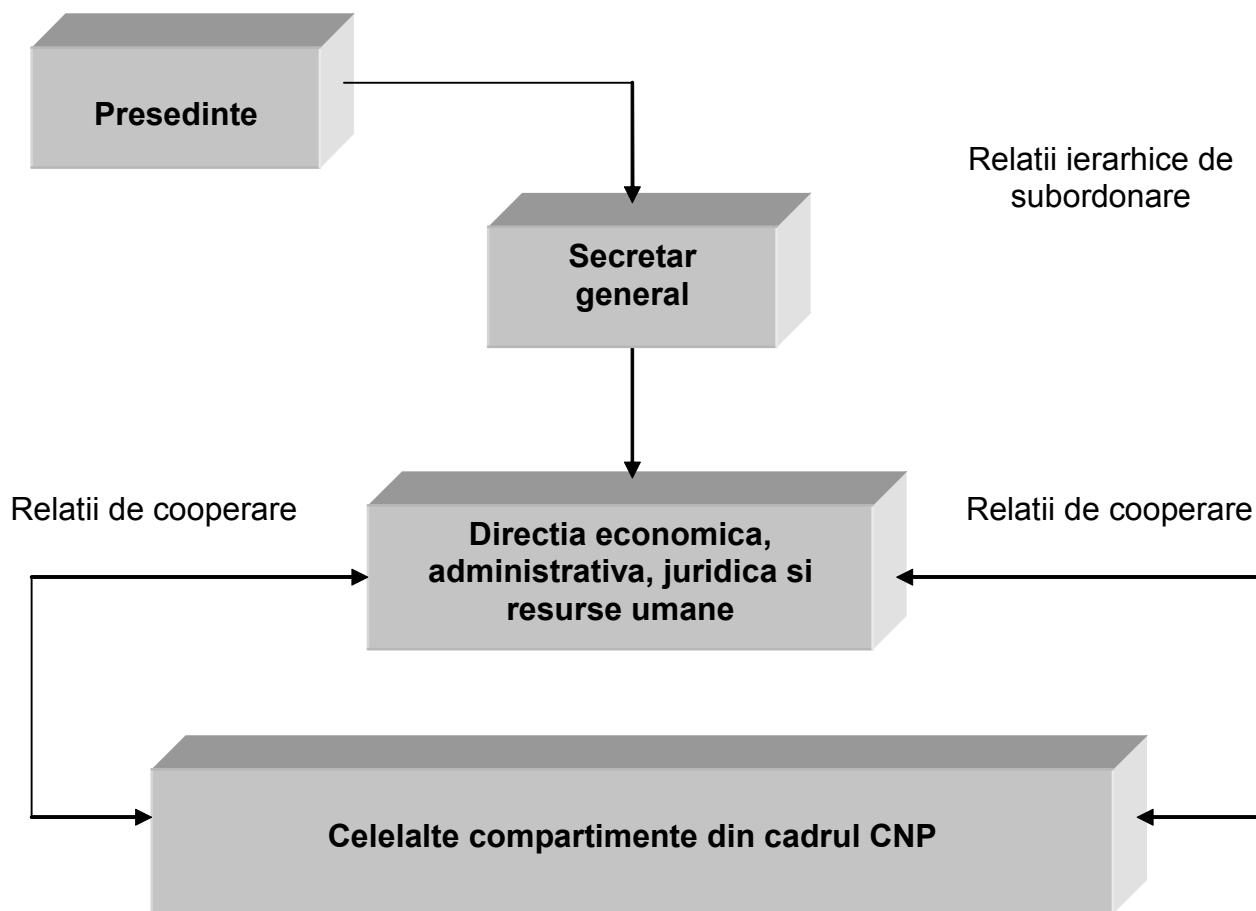 Presedinte
Relatii ierarhice de
subordonare
Secretar
general
Relatii de cooperare
Directia economica,
administrativa, juridica si
resurse umane
Relatii de cooperare
Celelalte compartimente din cadrul CNP